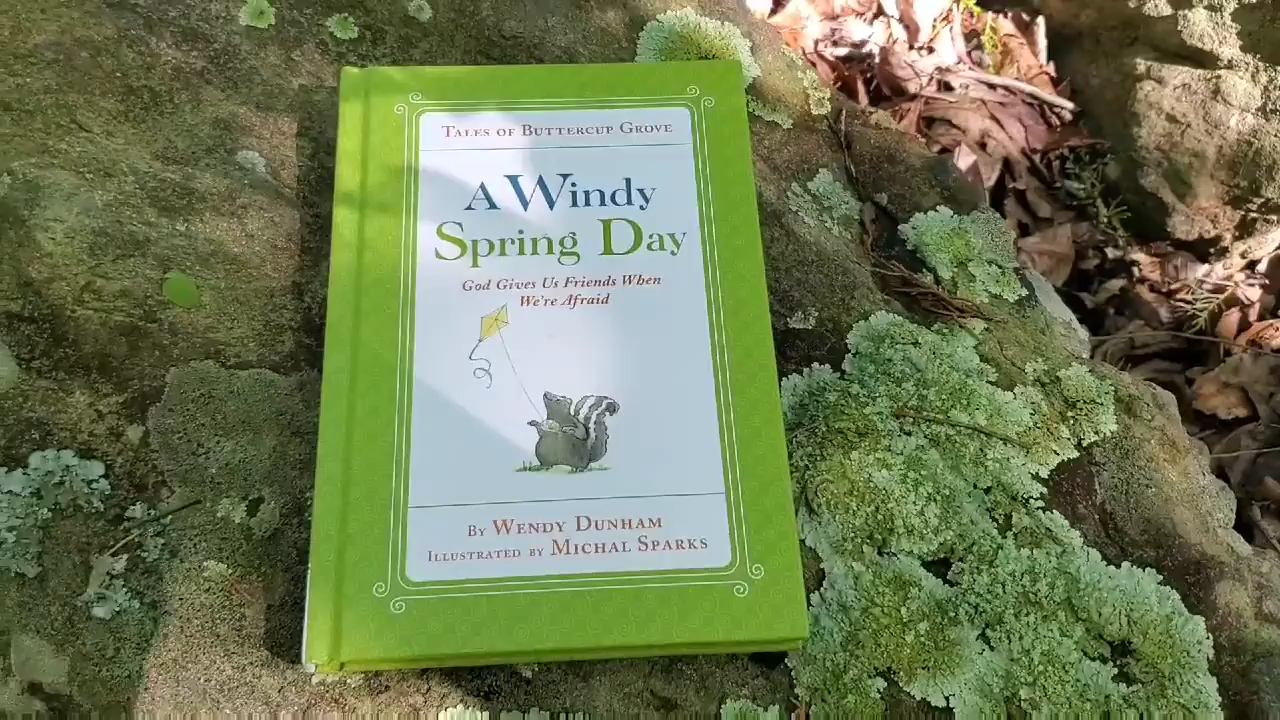 Tales of Buttercup Grove
A Windy
Spring Day
God Gives Us Friends When
We're Afraid
By Wendy Dunham
Illustrated by Michal Sparks